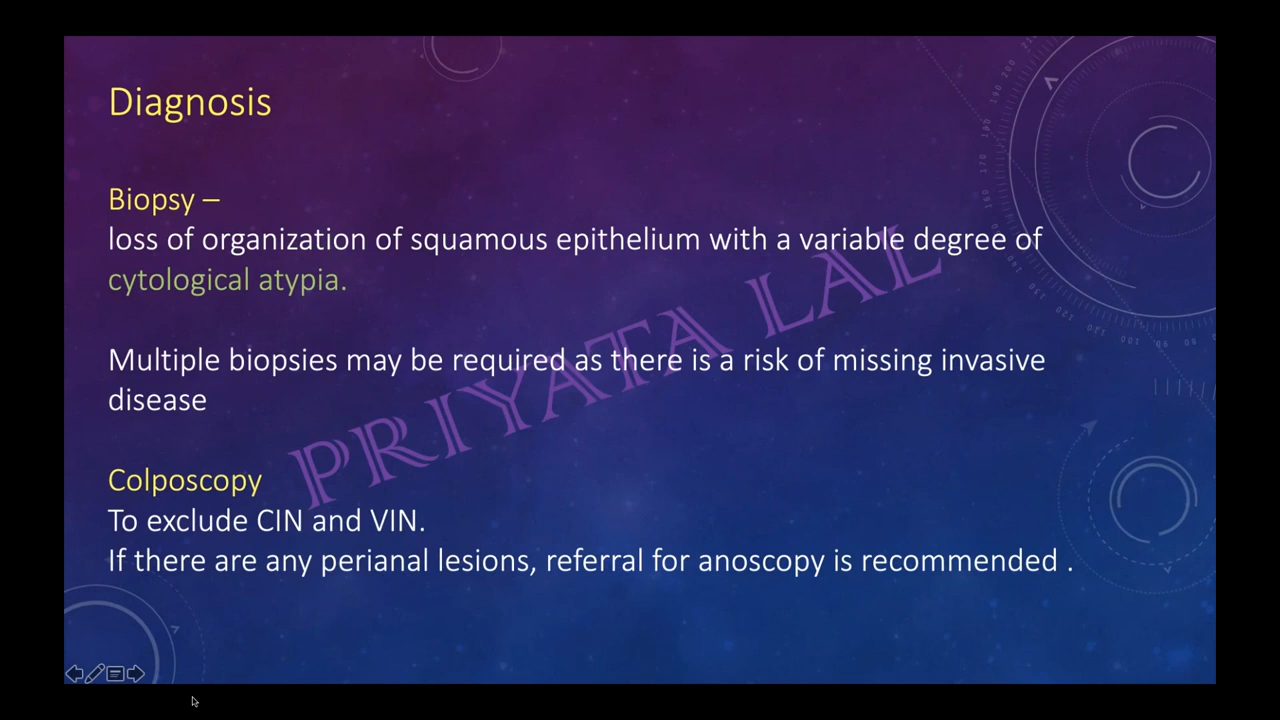 Diagnosis
Biopsy –
loss of organization of squamous epithelium with a variable degree of
cytological atypia.
Multiple biopsies may be required as there is a risk of missing invasive
disease
Colposcopy
To exclude CIN and VIN.
If there are any perianal lesions, referral for anoscopy is recommended .
PRIYATA LAL